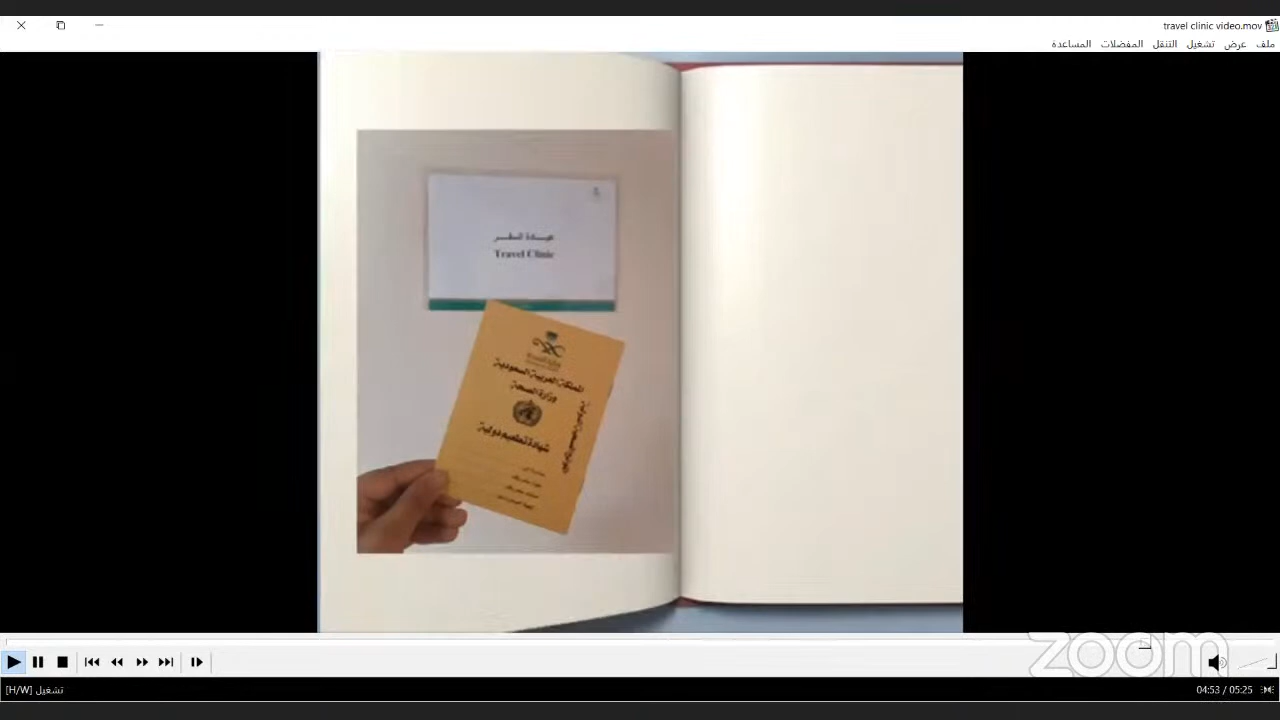 travel clinic video.mov
ملف عرض تشغيل التنقل المفضلات المساعدة
عيادة السفر
Travel Clinic
المملكة العربية السعودية
وزارة الصحة
شهادة تطعيم دولية
zoom
04:53 / 05:25
[H/W] تشغيل